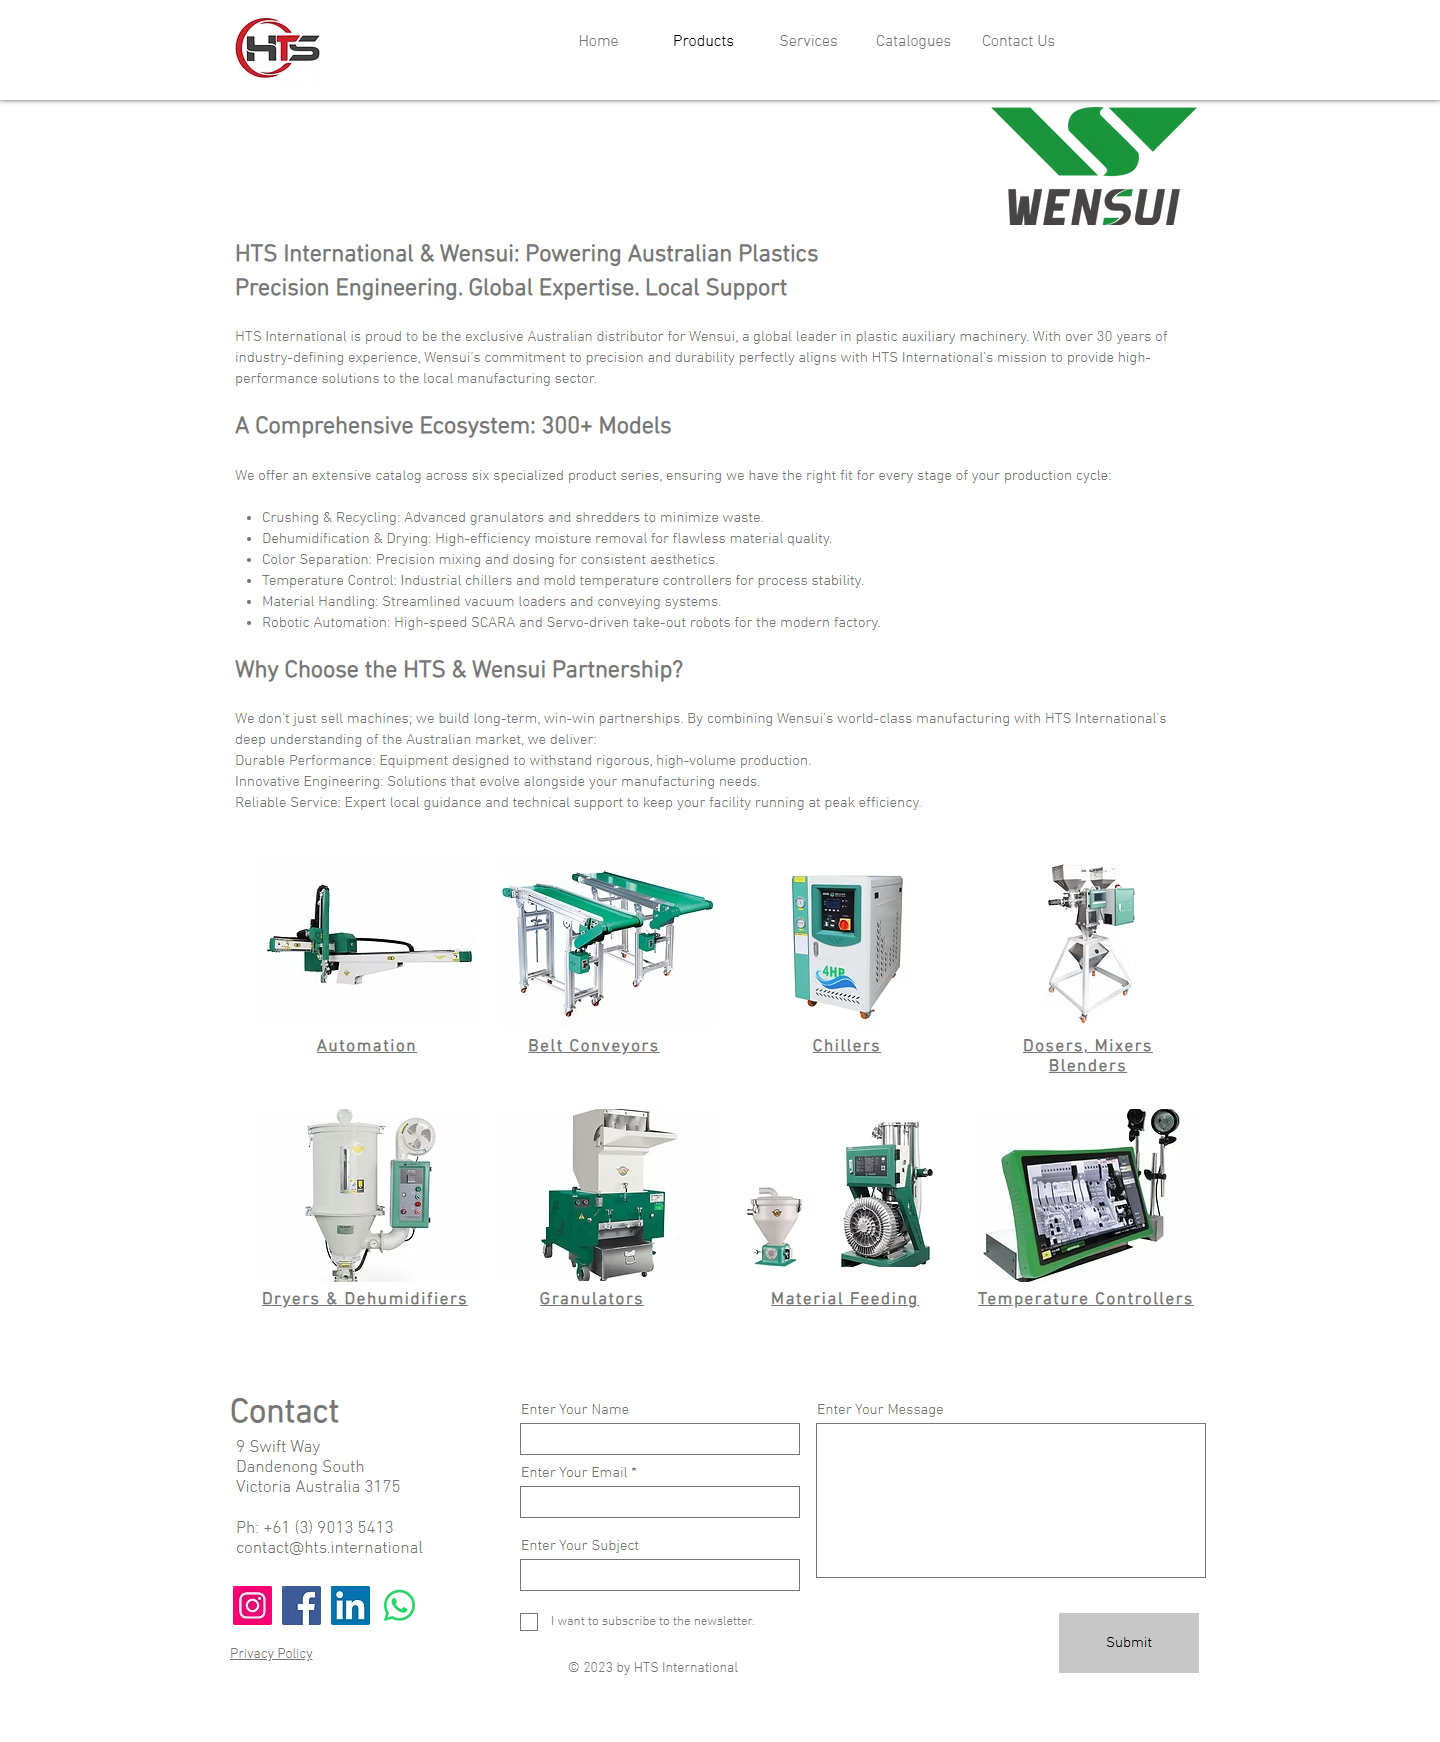 HTS
Home Products Services Catalogues Contact Us
WENSUI
HTS International & Wensui: Powering Australian Plastics
Precision Engineering. Global Expertise. Local Support
HTS International is proud to be the exclusive Australian distributor for Wensui, a global leader in plastic auxiliary machinery. With over 30 years of
industry-defining experience, Wensui's commitment to precision and durability perfectly aligns with HTS International's mission to provide high-
performance solutions to the local manufacturing sector.
A Comprehensive Ecosystem: 300+ Models
We offer an extensive catalog across six specialized product series, ensuring we have the right fit for every stage of your production cycle:
• Crushing & Recycling: Advanced granulators and shredders to minimize waste.
• Dehumidification & Drying: High-efficiency moisture removal for flawless material quality.
• Color Separation: Precision mixing and dosing for consistent aesthetics.
• Temperature Control: Industrial chillers and mold temperature controllers for process stability.
• Material Handling: Streamlined vacuum loaders and conveying systems.
• Robotic Automation: High-speed SCARA and Servo-driven take-out robots for the modern factory.
Why Choose the HTS & Wensui Partnership?
We don't just sell machines; we build long-term, win-win partnerships. By combining Wensui's world-class manufacturing with HTS International's
deep understanding of the Australian market, we deliver:
Durable Performance: Equipment designed to withstand rigorous, high-volume production.
Innovative Engineering: Solutions that evolve alongside your manufacturing needs.
Reliable Service: Expert local guidance and technical support to keep your facility running at peak efficiency.
4HP
Automation Belt Conveyors Chillers Dosers, Mixers
Blenders
Dryers & Dehumidifiers Granulators Material Feeding Temperature Controllers
Contact
9 Swift Way
Dandenong South
Victoria Australia 3175
Ph: +61 (3) 9013 5413
contact@hts.international
Privacy Policy
Enter Your Name
Enter Your Email *
Enter Your Subject
I want to subscribe to the newsletter.
Enter Your Message
Submit
© 2023 by HTS International